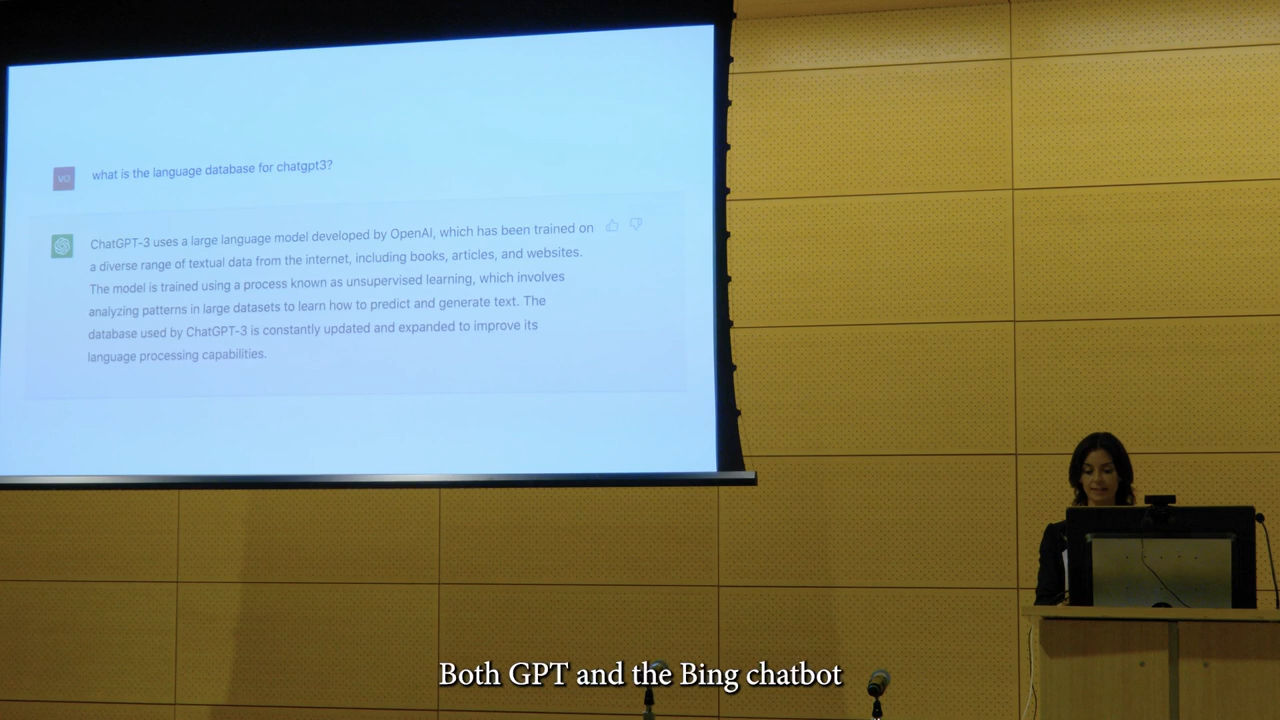 VO
what is the language database for chatgpt3?
ChatGPT-3 uses a large language model developed by OpenAI, which has been trained on
a diverse range of textual data from the internet, including books, articles, and websites.
The model is trained using a process known as unsupervised learning, which involves
analyzing patterns in large datasets to learn how to predict and generate text. The
database used by ChatGPT-3 is constantly updated and expanded to improve its
language processing capabilities.
Both GPT and the Bing chatbot